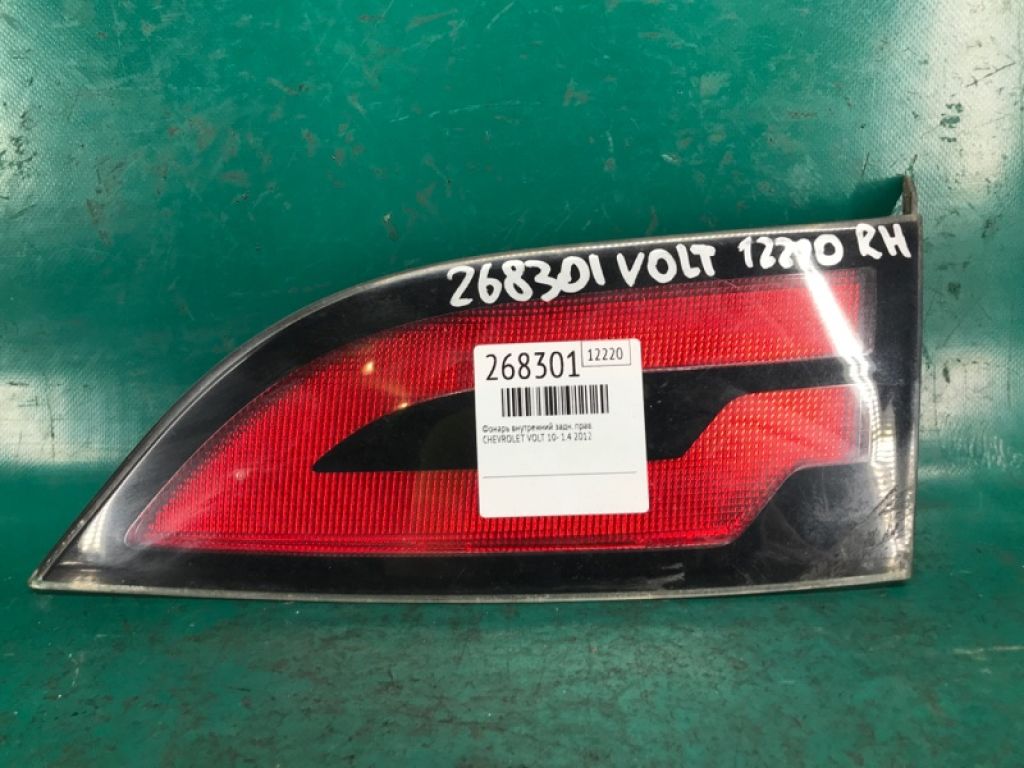 268301 VOLT 12220 RH
268301 12220
Фонарь внутренний задн. прав.
CHEVROLET VOLT 10- 1.4 2012